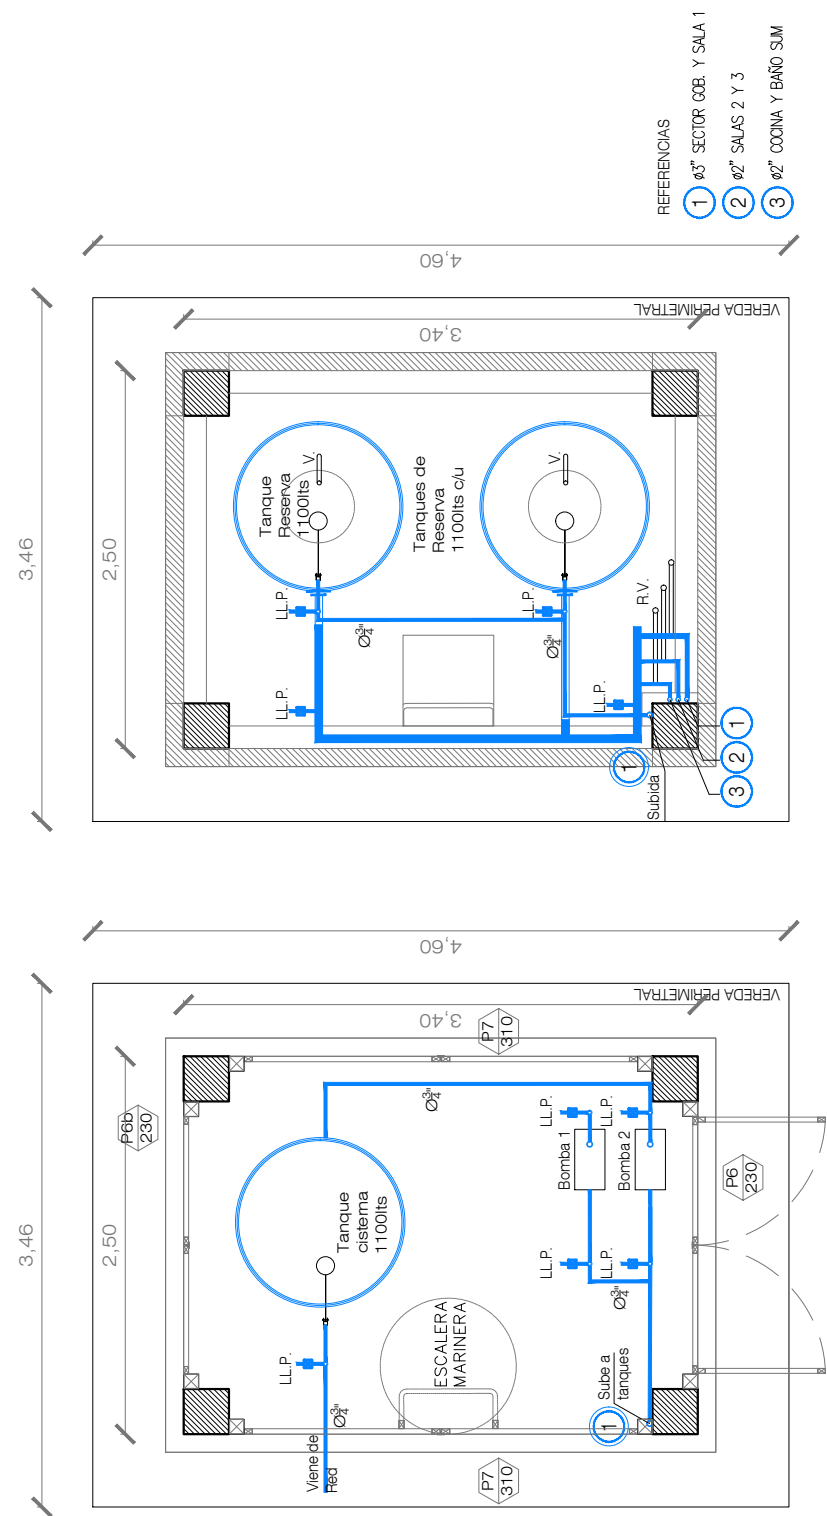 REFERENCIAS
1 ø3" SECTOR GOB. Y SALA 1
2 ø2" SALAS 2 Y 3
3 ø2" COCINA Y BAÑO SUM
4,60
3,46
VEREDA PERIMETRAL
3,40
2,50
Tanque
Reserva
1100lts
V.
Tanques de
Reserva
1100lts c/u
V.
LL.P.
LL.P.
R.V.
Ø3/4"
Ø3/4"
LL.P.
LL.P.
1
Subida
1
2
3
4,60
3,46
VEREDA PERIMETRAL
3,40
2,50
P7
310
P6b
230
Ø3/4"
LL.P.
LL.P.
Bomba 1
Bomba 2
P6
230
Tanque
cisterna
1100lts
LL.P.
LL.P.
Ø3/4"
LL.P.
ESCALERA
MARINERA
Sube a
tanques
1
Ø3/4"
Viene de
Red
P7
310